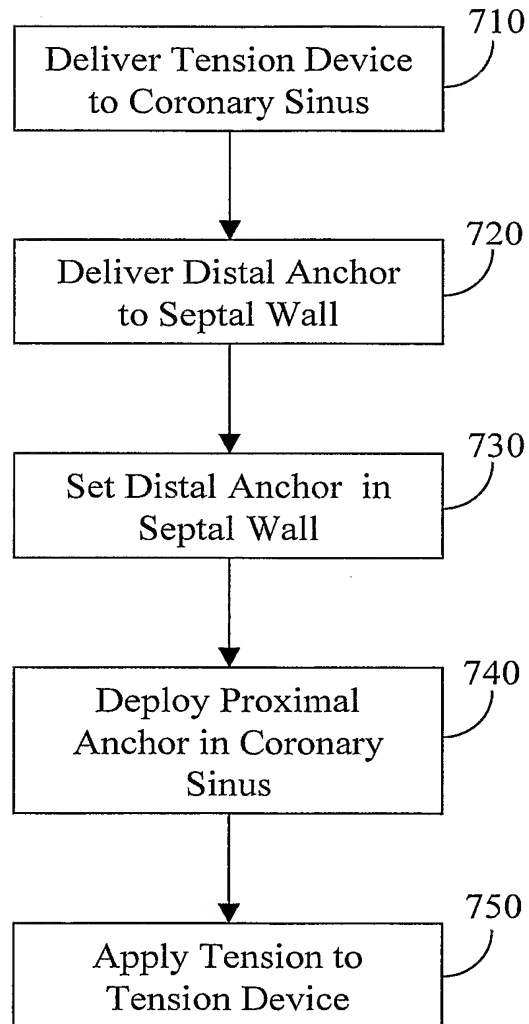 710
Deliver Tension Device
to Coronary Sinus
720
Deliver Distal Anchor
to Septal Wall
730
Set Distal Anchor in
Septal Wall
740
Deploy Proximal
Anchor in Coronary
Sinus
750
Apply Tension to
Tension Device